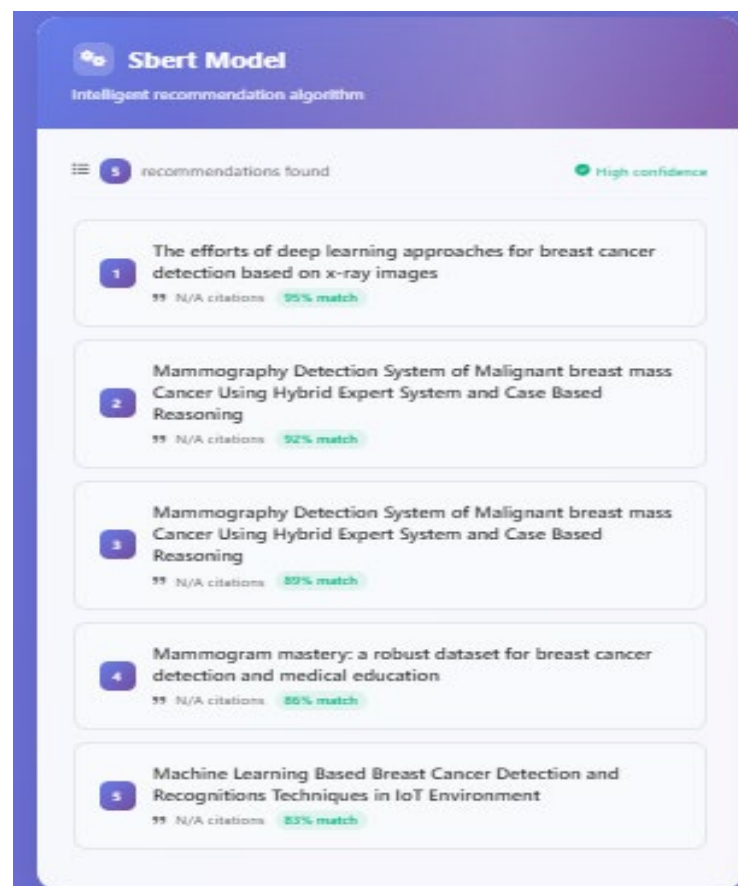 Sbert Model
Intelligent recommendation algorithm
5 recommendations found
High confidence
1
The efforts of deep learning approaches for breast cancer
detection based on x-ray images
" N/A citations 95% match
2
Mammography Detection System of Malignant breast mass
Cancer Using Hybrid Expert System and Case Based
Reasoning
" N/A citations 92% match
3
Mammography Detection System of Malignant breast mass
Cancer Using Hybrid Expert System and Case Based
Reasoning
" N/A citations 89% match
4
Mammogram mastery: a robust dataset for breast cancer
detection and medical education
" N/A citations 86% match
5
Machine Learning Based Breast Cancer Detection and
Recognitions Techniques in IoT Environment
" N/A citations 83% match